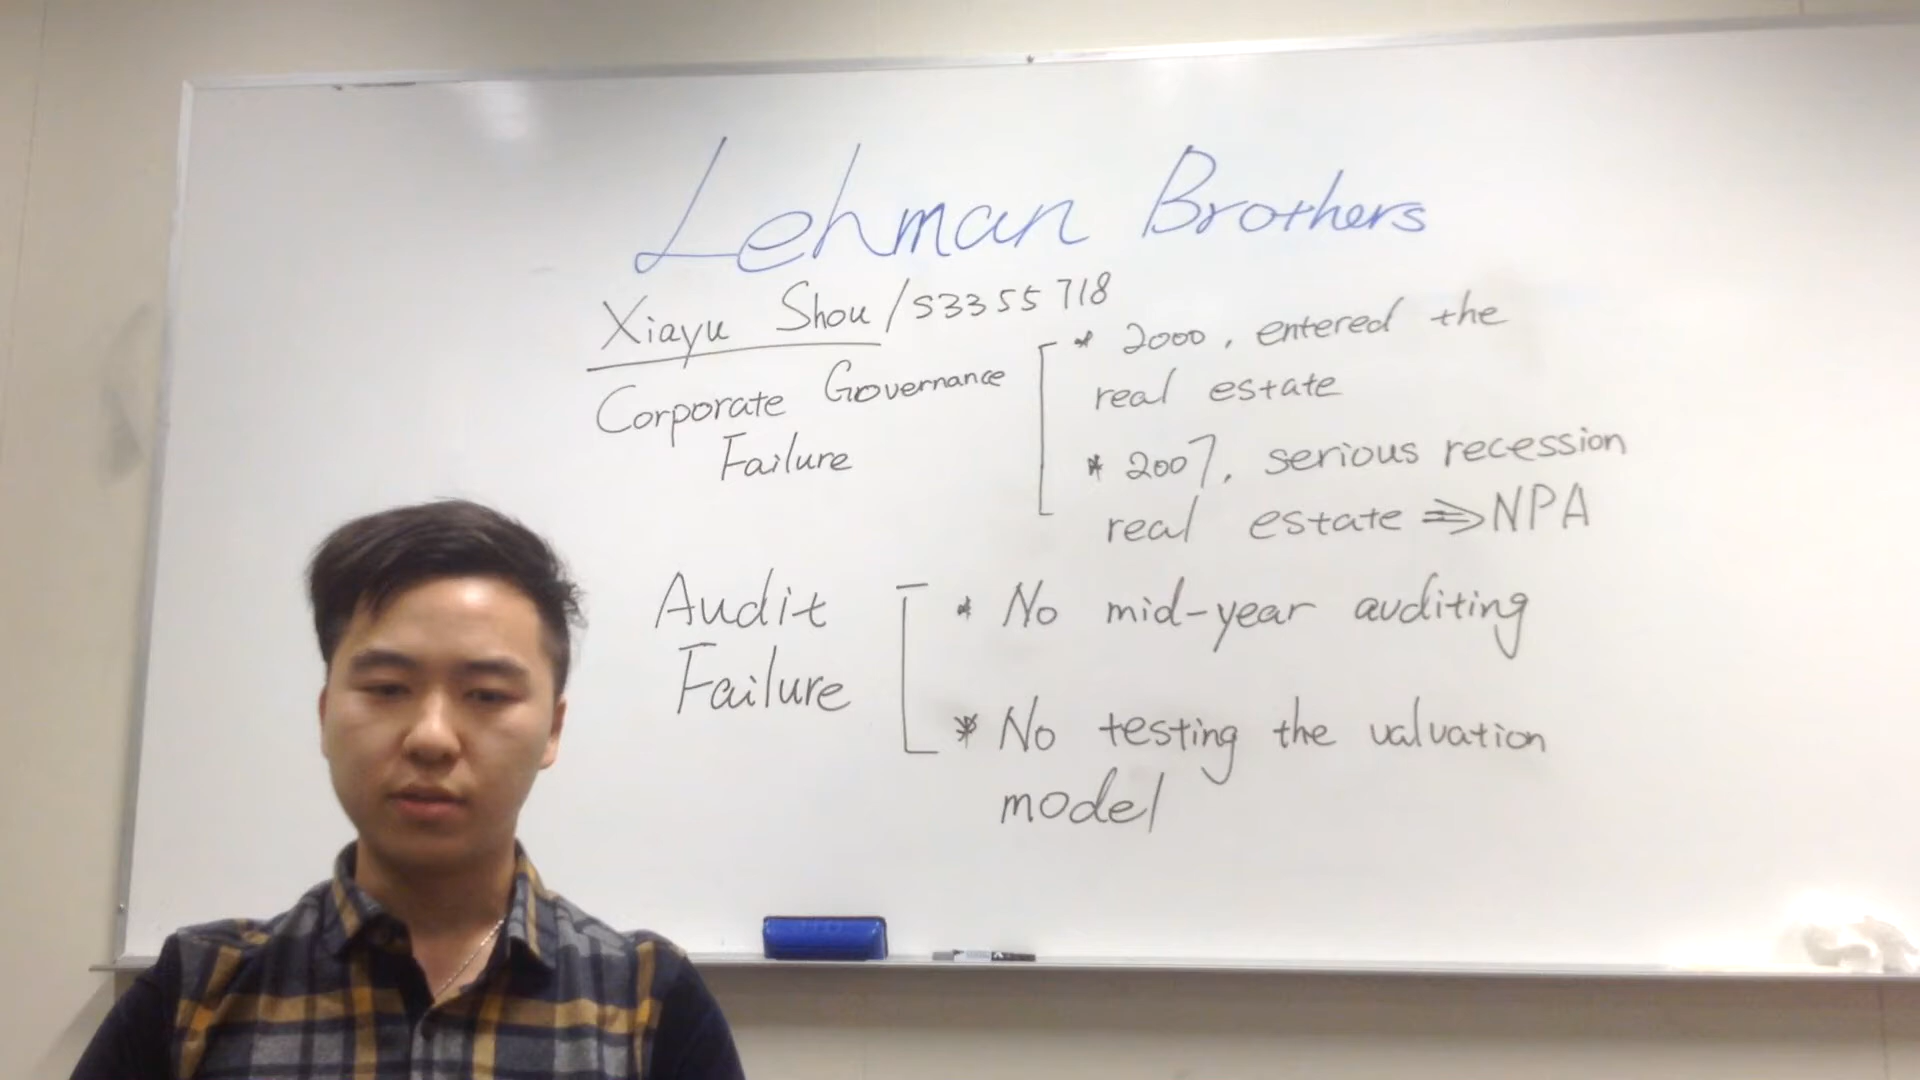 Lehman Brothers
Xiayu Shou / S3355718
Corporate Governance
Failure
* 2000, entered the
real estate
* 2007, serious recession
real estate ⇒ NPA
Audit
Failure
* No mid-year auditing
* No testing the valuation
model